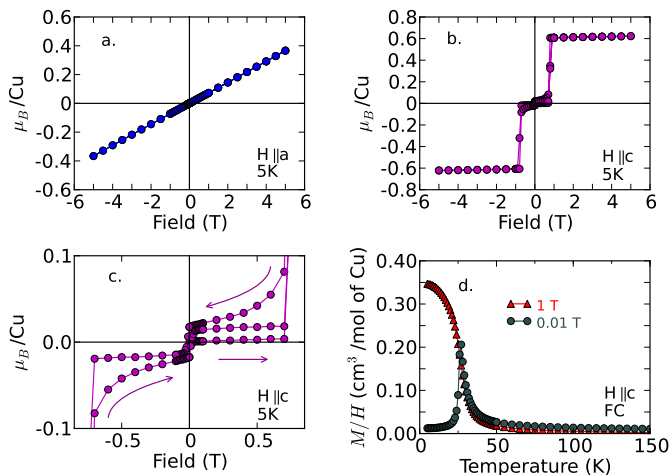 a.
0.6
0.4
0.2
0
-0.2
-0.4
-0.6
μB/Cu
H∥a
5K
-6 -4 -2 0 2 4 6
Field (T)
b.
0.8
0.6
0.4
0.2
0
-0.2
-0.4
-0.6
-0.8
μB/Cu
H∥c
5K
-6 -4 -2 0 2 4 6
Field (T)
c.
0.1
0.0
-0.1
μB/Cu
H∥c
5K
-0.5 0 0.5
Field (T)
d.
0.40
0.30
0.20
0.10
0.00
M/H (cm³/mol of Cu)
1 T
0.01 T
H∥c
FC
0 25 50 75 100 125 150
Temperature (K)